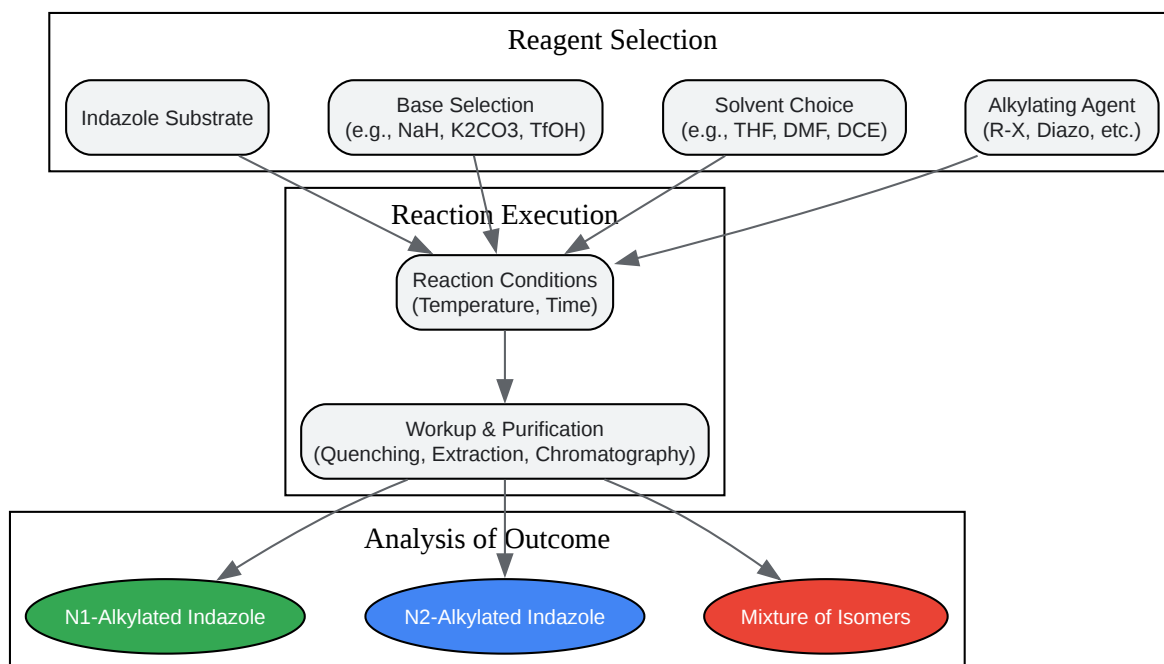 Reagent Selection
Indazole Substrate
Base Selection
(e.g., NaH, K2CO3, TfOH)
Solvent Choice
(e.g., THF, DMF, DCE)
Alkylating Agent
(R-X, Diazo, etc.)
Reaction Execution
Reaction Conditions
(Temperature, Time)
Workup & Purification
(Quenching, Extraction, Chromatography)
Analysis of Outcome
N1-Alkylated Indazole
N2-Alkylated Indazole
Mixture of Isomers